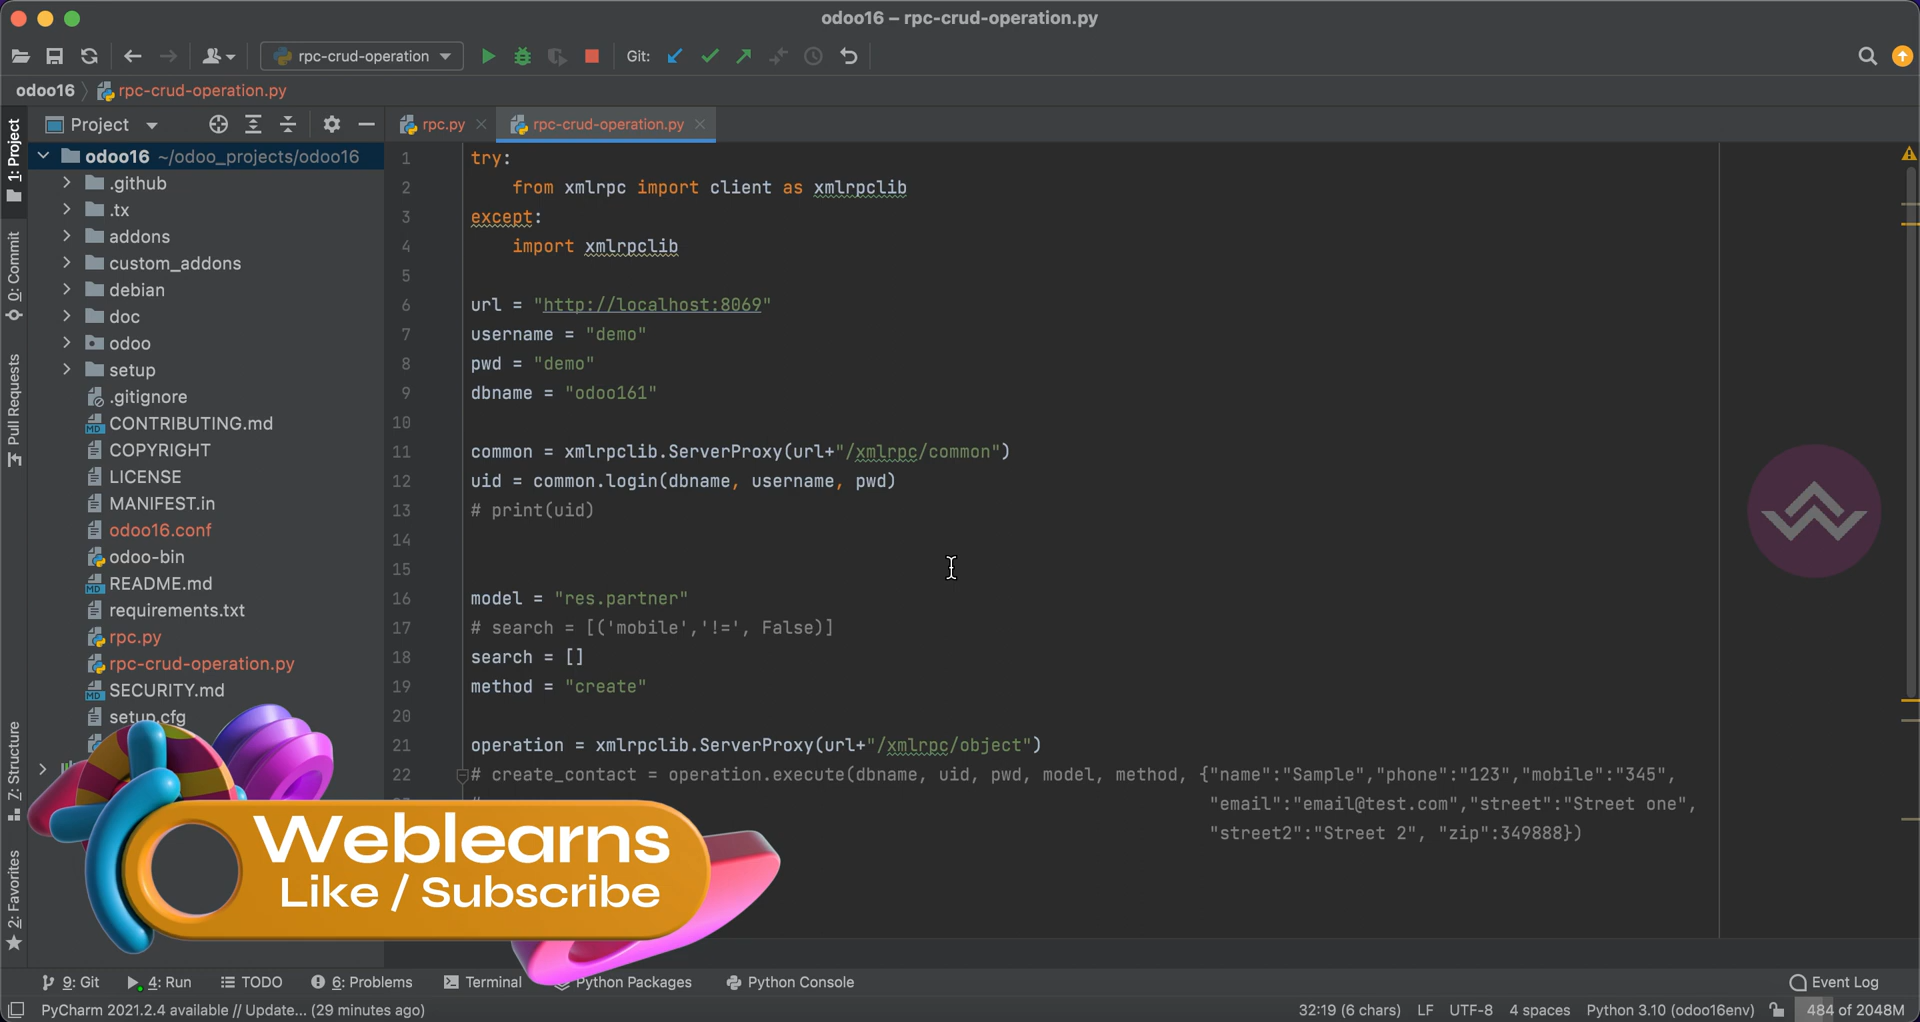 odoo16 – rpc-crud-operation.py
rpc-crud-operation
Git:
odoo16
rpc-crud-operation.py
Project
rpc.py
rpc-crud-operation.py
1: Project
0: Commit
Pull Requests
Z: Structure
2: Favorites
odoo16 ~/odoo_projects/odoo16
.github
.tx
addons
custom_addons
debian
doc
odoo
setup
.gitignore
CONTRIBUTING.md
COPYRIGHT
LICENSE
MANIFEST.in
odoo16.conf
odoo-bin
README.md
requirements.txt
rpc.py
rpc-crud-operation.py
SECURITY.md
setup.cfg
1 try:
2 from xmlrpc import client as xmlrpclib
3 except:
4 import xmlrpclib
5
6 url = "http://localhost:8069"
7 username = "demo"
8 pwd = "demo"
9 dbname = "odoo161"
10
11 common = xmlrpclib.ServerProxy(url+"/xmlrpc/common")
12 uid = common.login(dbname, username, pwd)
13 # print(uid)
14
15
16 model = "res.partner"
17 # search = [('mobile','!=', False)]
18 search = []
19 method = "create"
20
21 operation = xmlrpclib.ServerProxy(url+"/xmlrpc/object")
22 # create_contact = operation.execute(dbname, uid, pwd, model, method, {"name":"Sample","phone":"123","mobile":"345",
"email":"email@test.com","street":"Street one",
"street2":"Street 2", "zip":349888})
Weblearns
Like / Subscribe
9: Git
4: Run
TODO
6: Problems
Terminal
Python Packages
Python Console
Event Log
PyCharm 2021.2.4 available // Update... (29 minutes ago)
32:19 (6 chars)
LF
UTF-8
4 spaces
Python 3.10 (odoo16env)
484 of 2048M